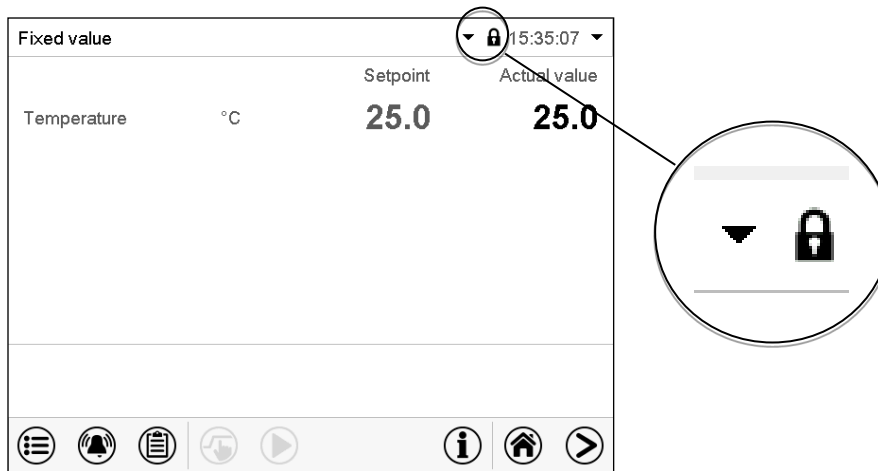 Fixed value 15:35:07
Setpoint Actual value
Temperature °C 25.0 25.0